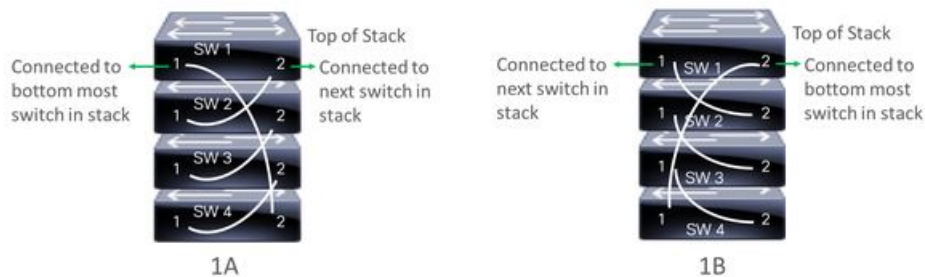 SW 1
Top of Stack
Connected to
bottom most
switch in stack
1
2
Connected to
next switch in
stack
SW 2
1
2
SW 3
1
2
SW 4
1
2
1A
Top of Stack
Connected to
next switch in
stack
1
SW 1
2
Connected to
bottom most
switch in stack
1
SW 2
2
1
SW 3
2
1
SW 4
2
1B